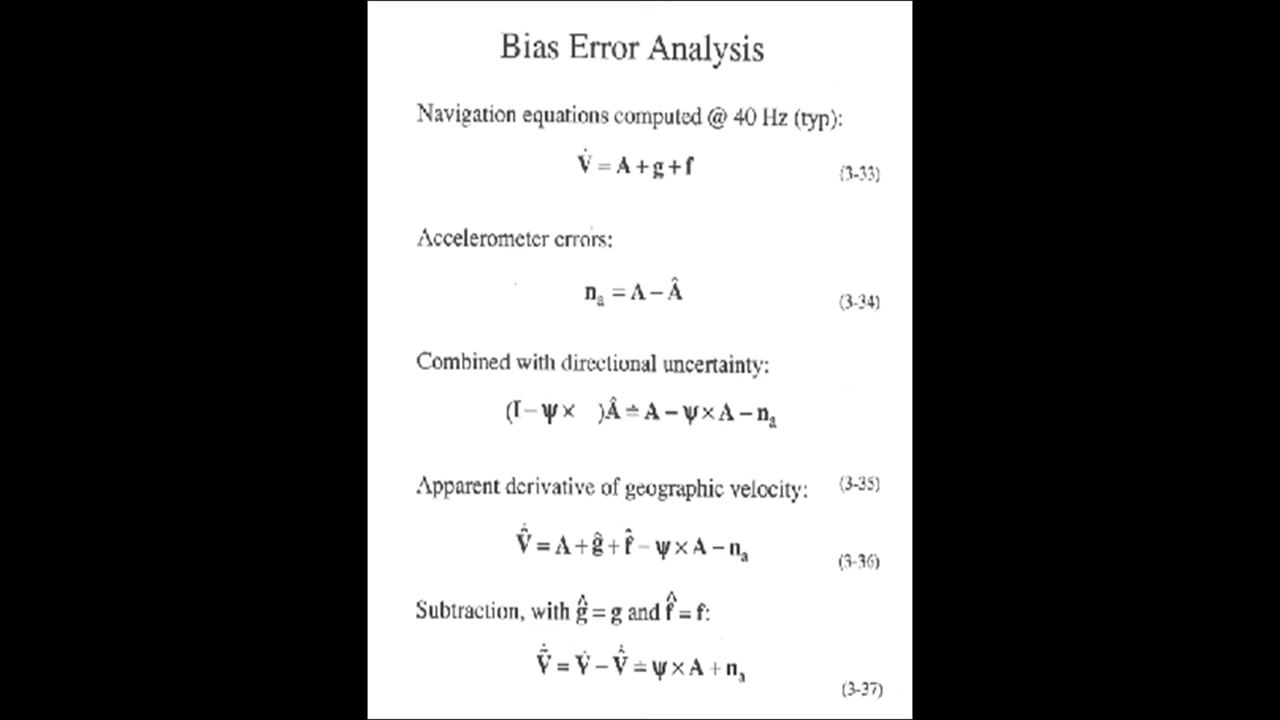 Bias Error Analysis
Navigation equations computed @ 40 Hz (typ):
V̇ = A + g + f (3-33)
Accelerometer errors:
nₐ = A − Â (3-34)
Combined with directional uncertainty:
(I − ψ ×   )Â ≐ A − ψ × A − nₐ
Apparent derivative of geographic velocity: (3-35)
V̂̇ = A + ĝ + f̂ − ψ × A − nₐ (3-36)
Subtraction, with ĝ = g and f̂ = f:
Ṽ̇ = V̇ − V̂̇ ≐ ψ × A + nₐ (3-37)